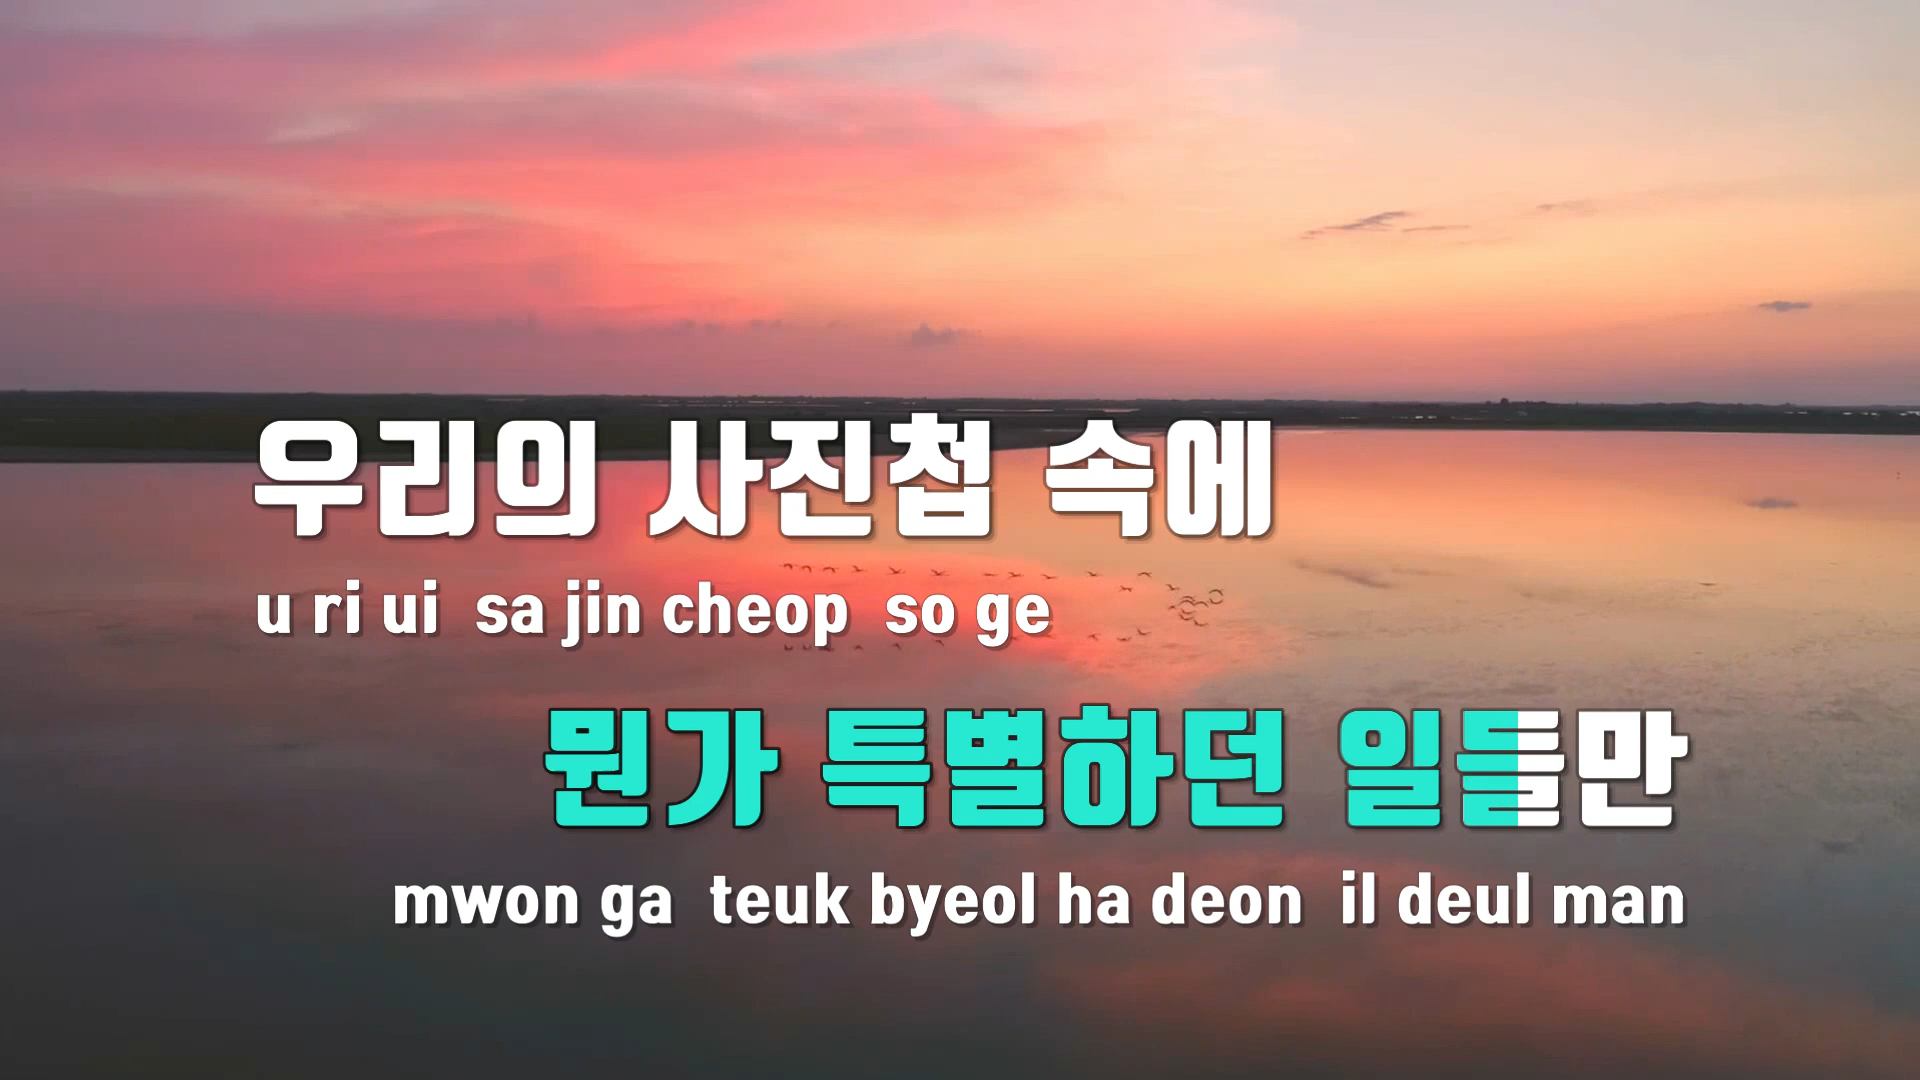 우리의 사진첩 속에
u ri ui sa jin cheop so ge
뭔가 특별하던 일들만
mwon ga teuk byeol ha deon il deul man